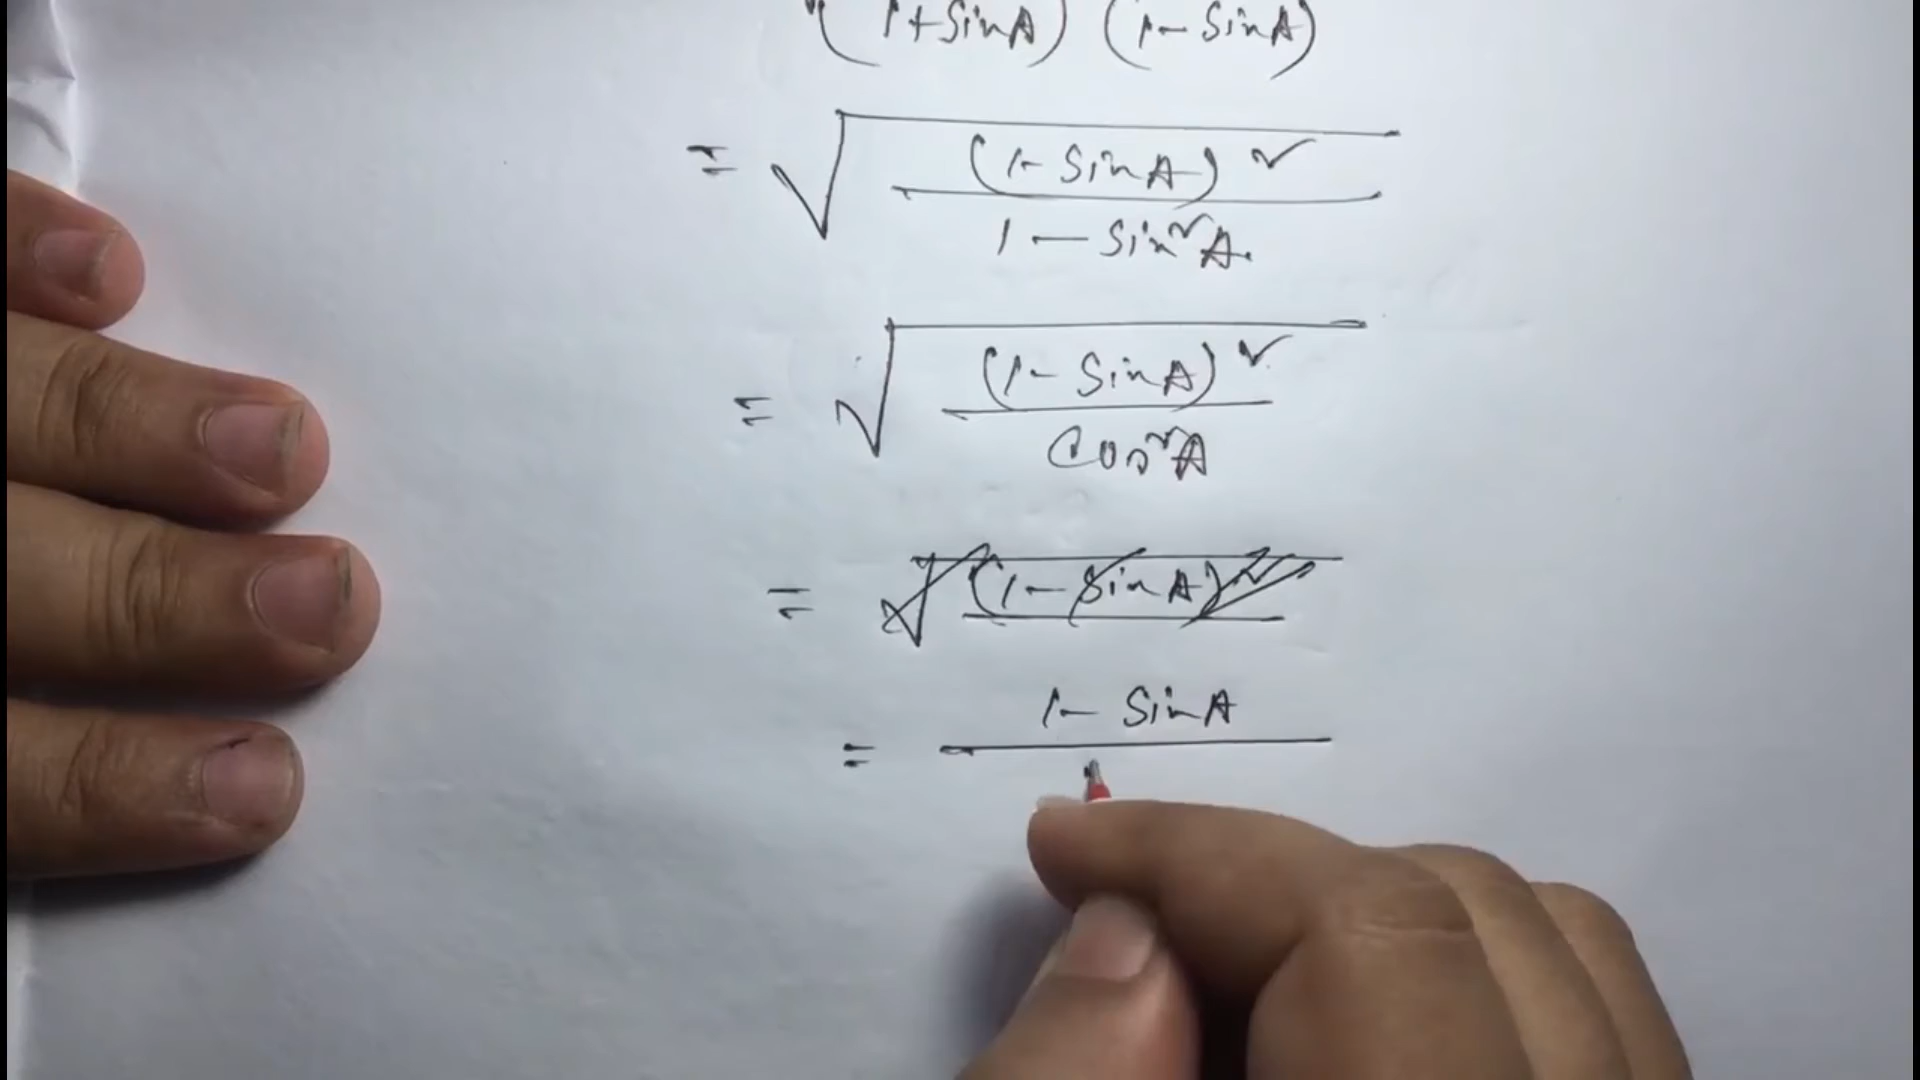 (1+SinA) (1-SinA)
= √((1-SinA)² / 1-Sin²A.)
= √((1-SinA)² / Cos²A)
= √((1-SinA)²
= 1-SinA